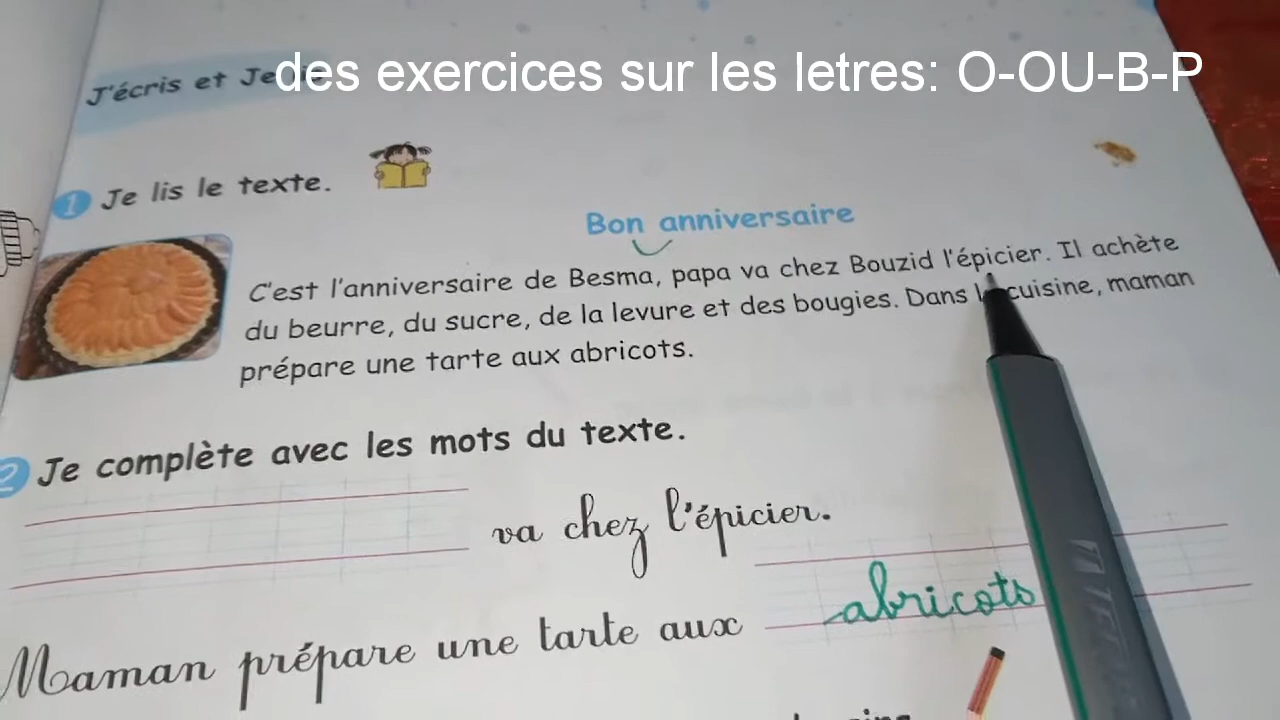 des exercices sur les letres: O-OU-B-P
J'écris et Je
1 Je lis le texte.
Bon anniversaire
C'est l'anniversaire de Besma, papa va chez Bouzid l'épicier. Il achète
du beurre, du sucre, de la levure et des bougies. Dans cuisine, maman
prépare une tarte aux abricots.
2 Je complète avec les mots du texte.
va chez l'épicier.
Maman prépare une tarte aux abricots